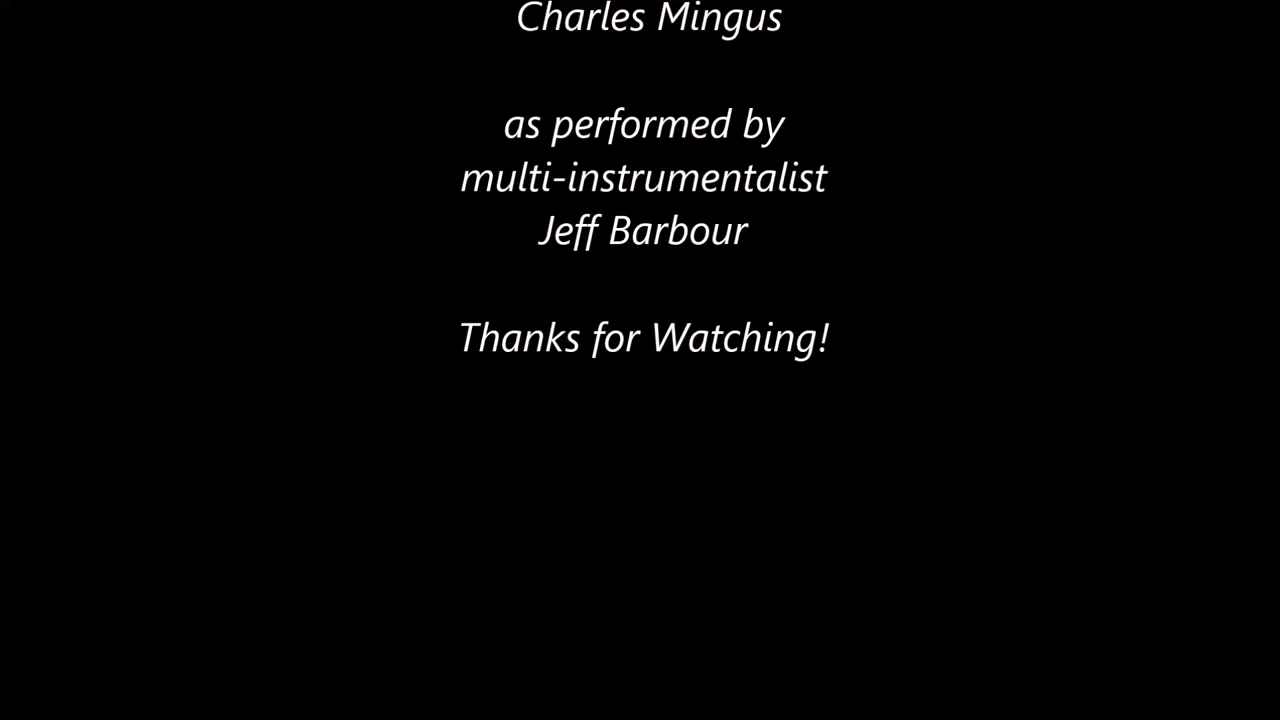 Charles Mingus
as performed by
multi-instrumentalist
Jeff Barbour
Thanks for Watching!